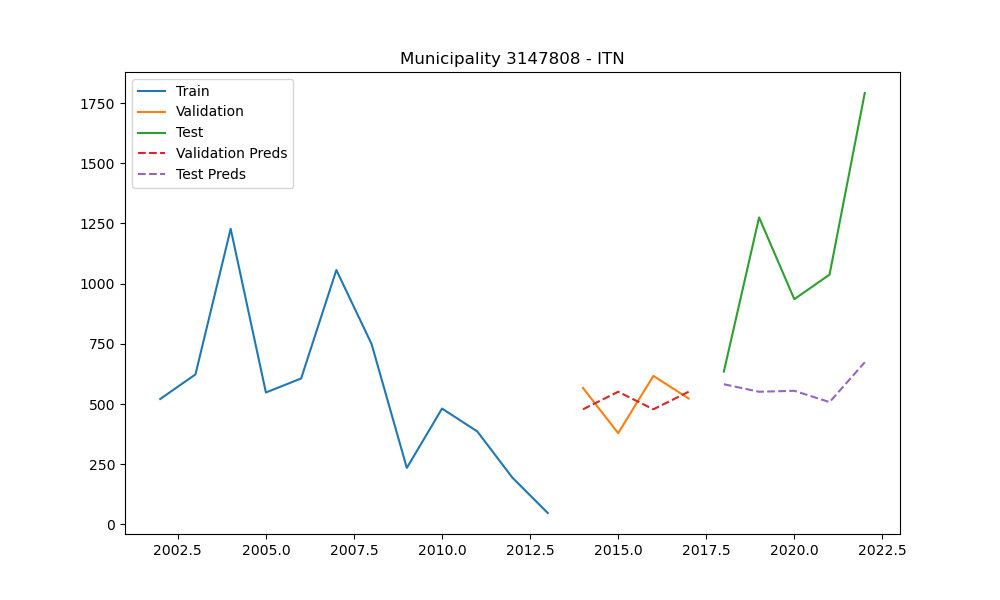 Municipality 3147808 - ITN
Train
Validation
Test
Validation Preds
Test Preds
1750
1500
1250
1000
750
500
250
0
2002.5 2005.0 2007.5 2010.0 2012.5 2015.0 2017.5 2020.0 2022.5